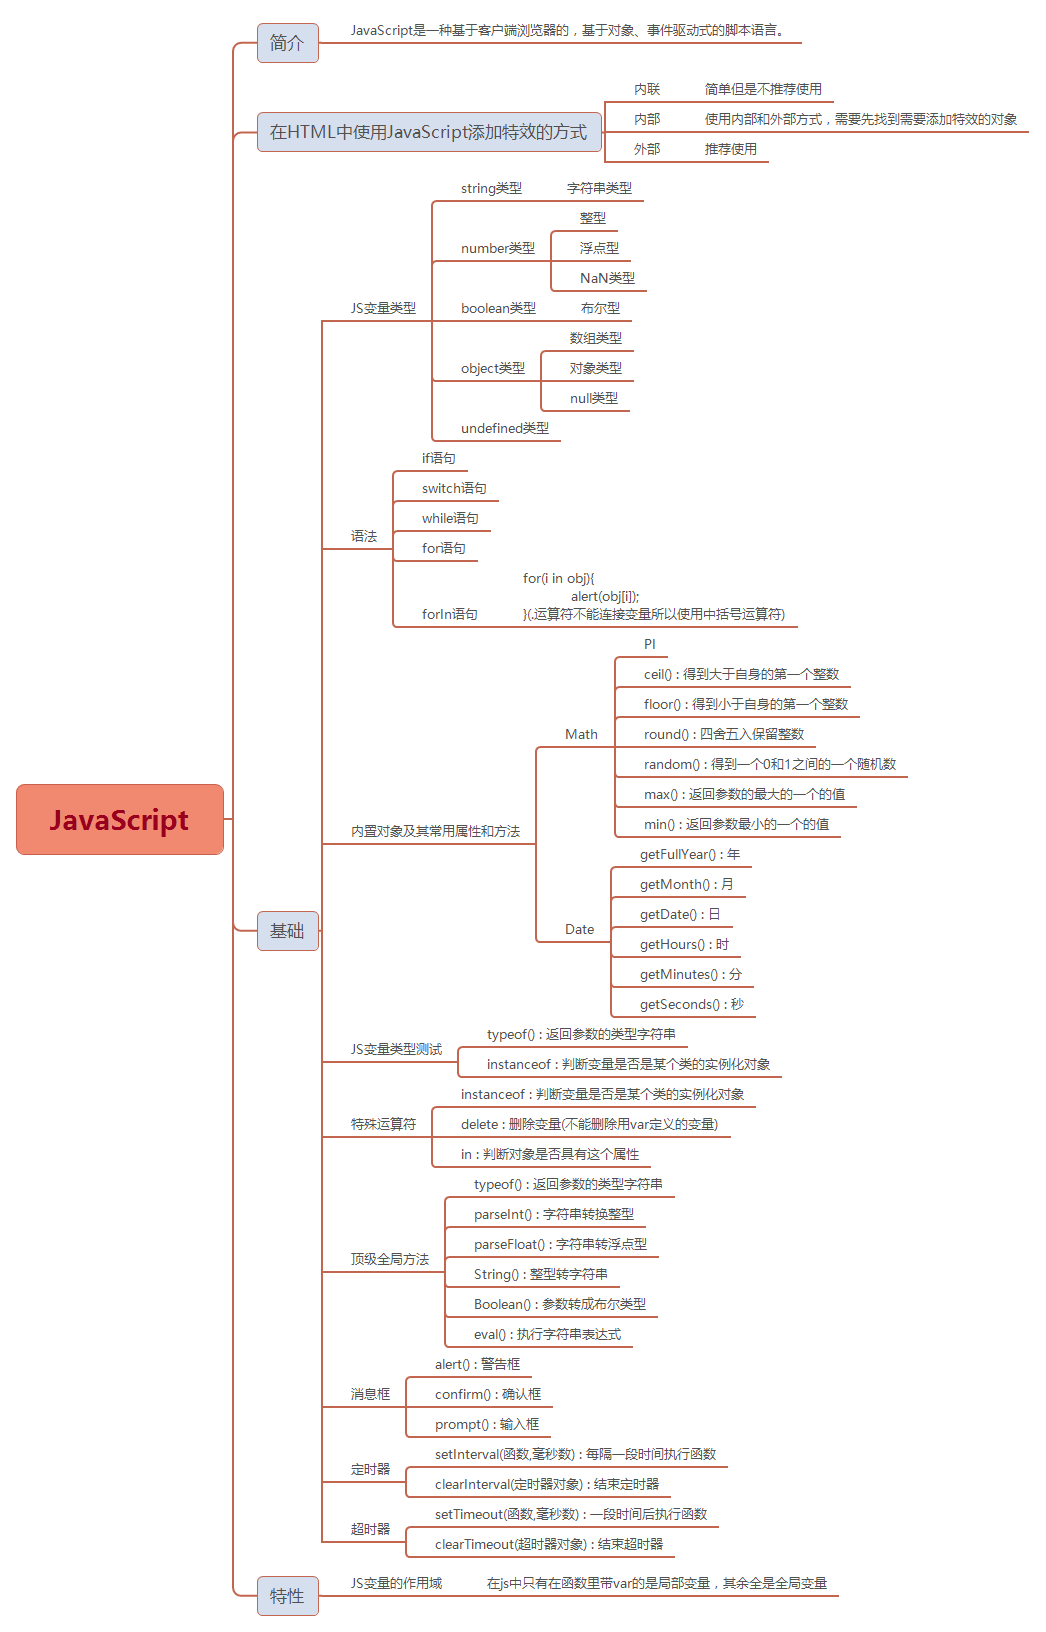 简介
JavaScript是一种基于客户端浏览器的，基于对象、事件驱动式的脚本语言。
在HTML中使用JavaScript添加特效的方式
内联 简单但是不推荐使用
内部 使用内部和外部方式，需要先找到需要添加特效的对象
外部 推荐使用
JavaScript
基础
JS变量类型
string类型 字符串类型
number类型
整型
浮点型
NaN类型
boolean类型 布尔型
object类型
数组类型
对象类型
null类型
undefined类型
语法
if语句
switch语句
while语句
for语句
forIn语句
for(i in obj){
alert(obj[i]);
}(.运算符不能连接变量所以使用中括号运算符)
内置对象及其常用属性和方法
Math
PI
ceil() : 得到大于自身的第一个整数
floor() : 得到小于自身的第一个整数
round() : 四舍五入保留整数
random() : 得到一个0和1之间的一个随机数
max() : 返回参数的最大的一个的值
min() : 返回参数最小的一个的值
Date
getFullYear() : 年
getMonth() : 月
getDate() : 日
getHours() : 时
getMinutes() : 分
getSeconds() : 秒
JS变量类型测试
typeof() : 返回参数的类型字符串
instanceof : 判断变量是否是某个类的实例化对象
特殊运算符
instanceof : 判断变量是否是某个类的实例化对象
delete : 删除变量(不能删除用var定义的变量)
in : 判断对象是否具有这个属性
顶级全局方法
typeof() : 返回参数的类型字符串
parseInt() : 字符串转换整型
parseFloat() : 字符串转浮点型
String() : 整型转字符串
Boolean() : 参数转成布尔类型
eval() : 执行字符串表达式
消息框
alert() : 警告框
confirm() : 确认框
prompt() : 输入框
定时器
setInterval(函数,毫秒数) : 每隔一段时间执行函数
clearInterval(定时器对象) : 结束定时器
超时器
setTimeout(函数,毫秒数) : 一段时间后执行函数
clearTimeout(超时器对象) : 结束超时器
特性
JS变量的作用域 在js中只有在函数里带var的是局部变量，其余全是全局变量